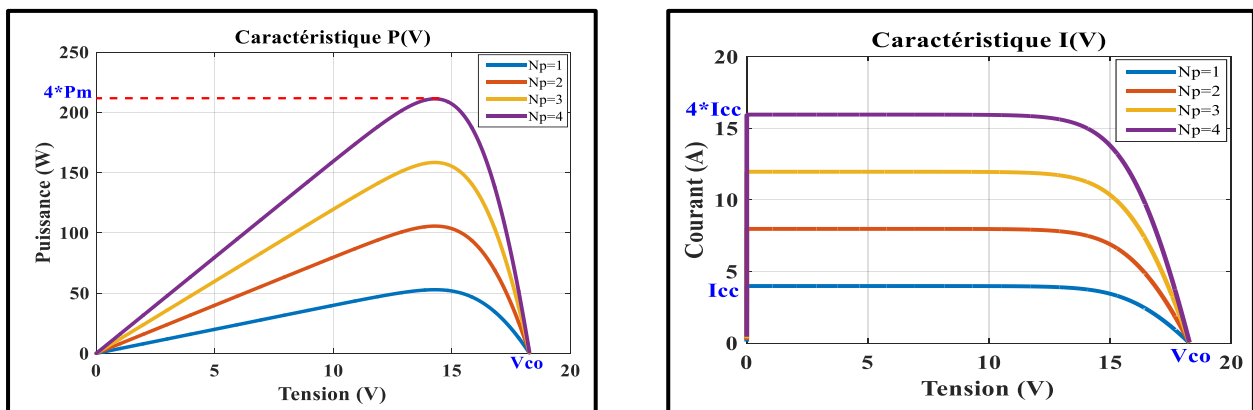 Caractéristique P(V)
250
200
150
100
50
0
4*Pm
Puissance (W)
Np=1
Np=2
Np=3
Np=4
Vco
0
5
10
15
20
Tension (V)
Caractéristique I(V)
20
15
10
5
0
4*Icc
Icc
Courant (A)
Np=1
Np=2
Np=3
Np=4
Vco
0
5
10
15
20
Tension (V)